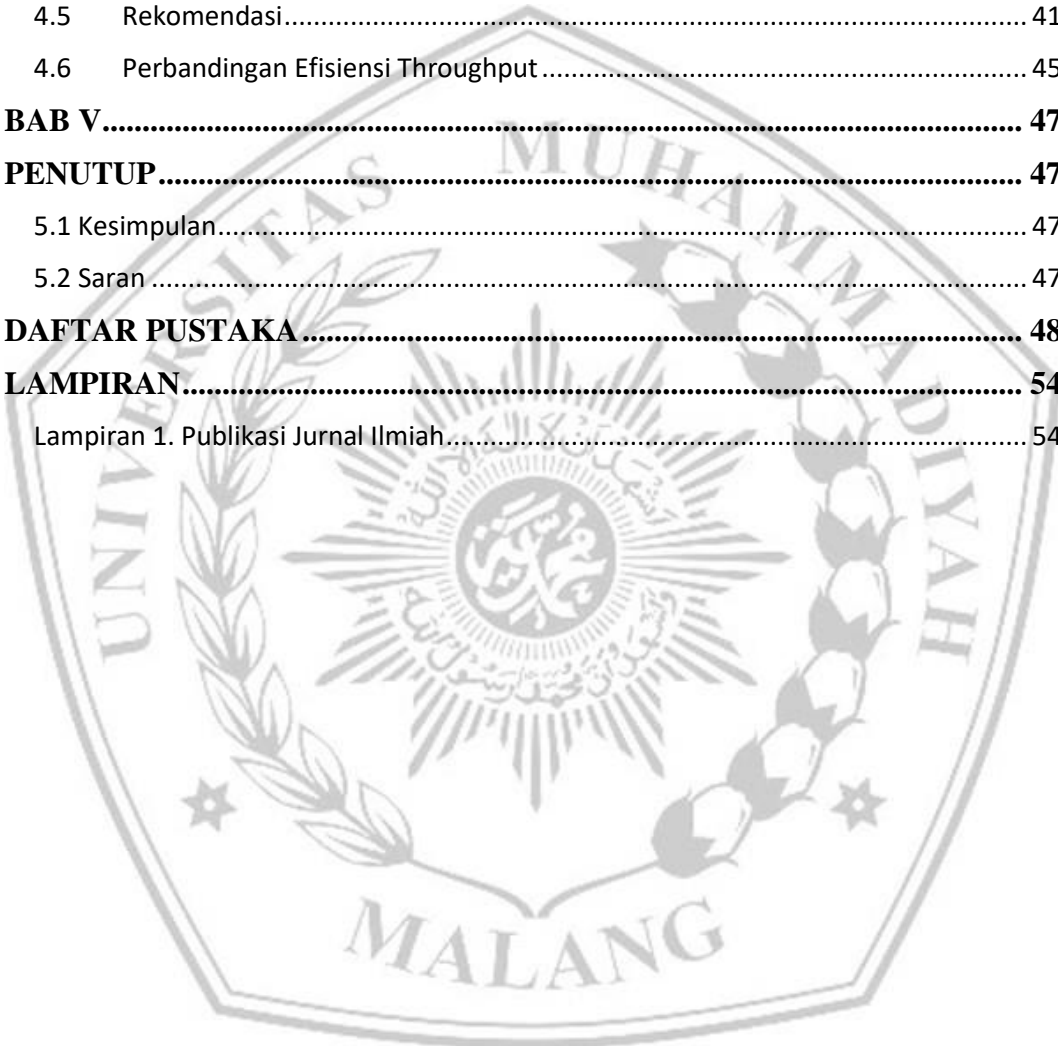 4.5 Rekomendasi........................................................................................ 41
4.6 Perbandingan Efisiensi Throughput........................................................ 45
BAB V.................................................................................................................... 47
PENUTUP............................................................................................................. 47
5.1 Kesimpulan.................................................................................................. 47
5.2 Saran........................................................................................................... 47
DAFTAR PUSTAKA........................................................................................... 48
LAMPIRAN.......................................................................................................... 54
Lampiran 1. Publikasi Jurnal Ilmiah......................................................................... 54
UNIVERSITAS MUHAMMADIYAH
MALANG